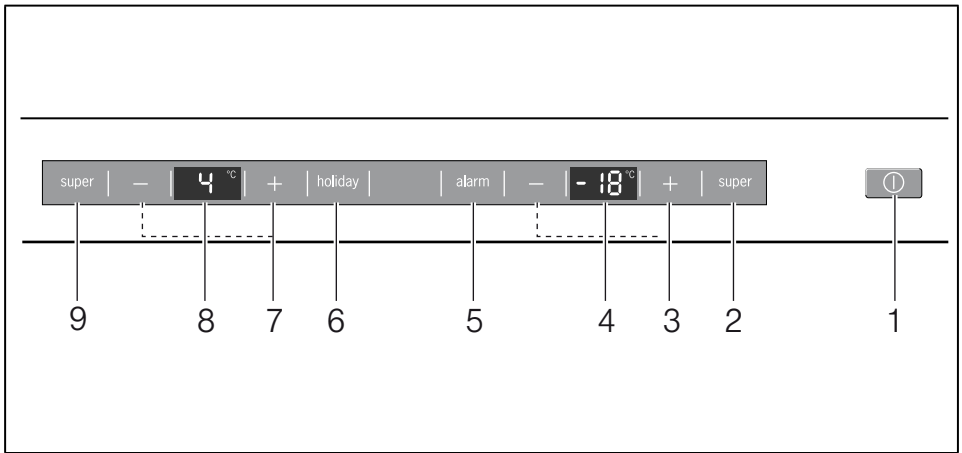 super | − | 4 °C | + | holiday | alarm | − | -18 °C | + | super
9 8 7 6 5 4 3 2 1